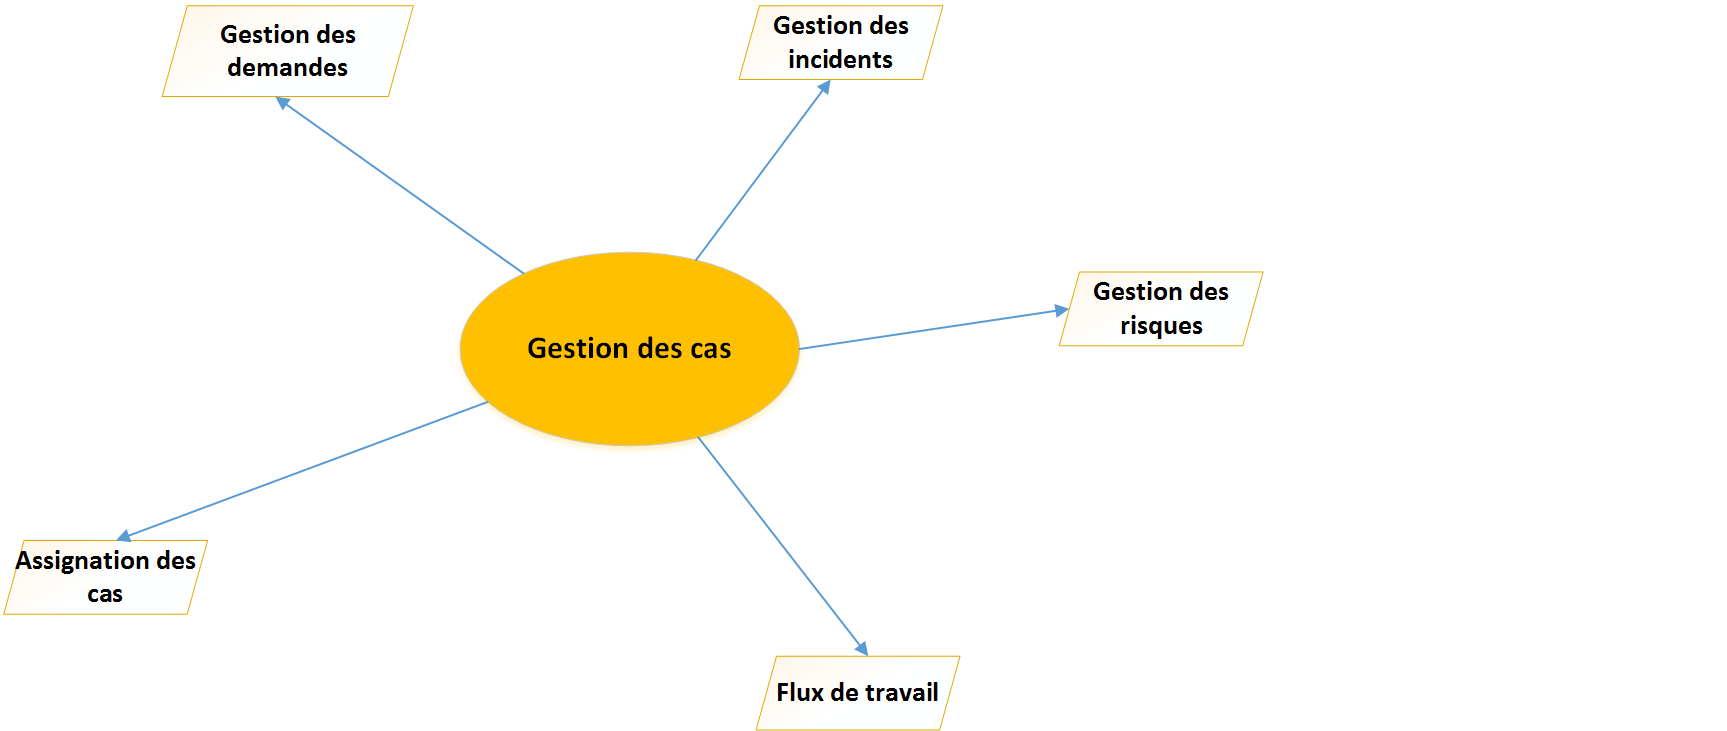 Gestion des
demandes
Gestion des
incidents
Gestion des
risques
Gestion des cas
Assignation des
cas
Flux de travail